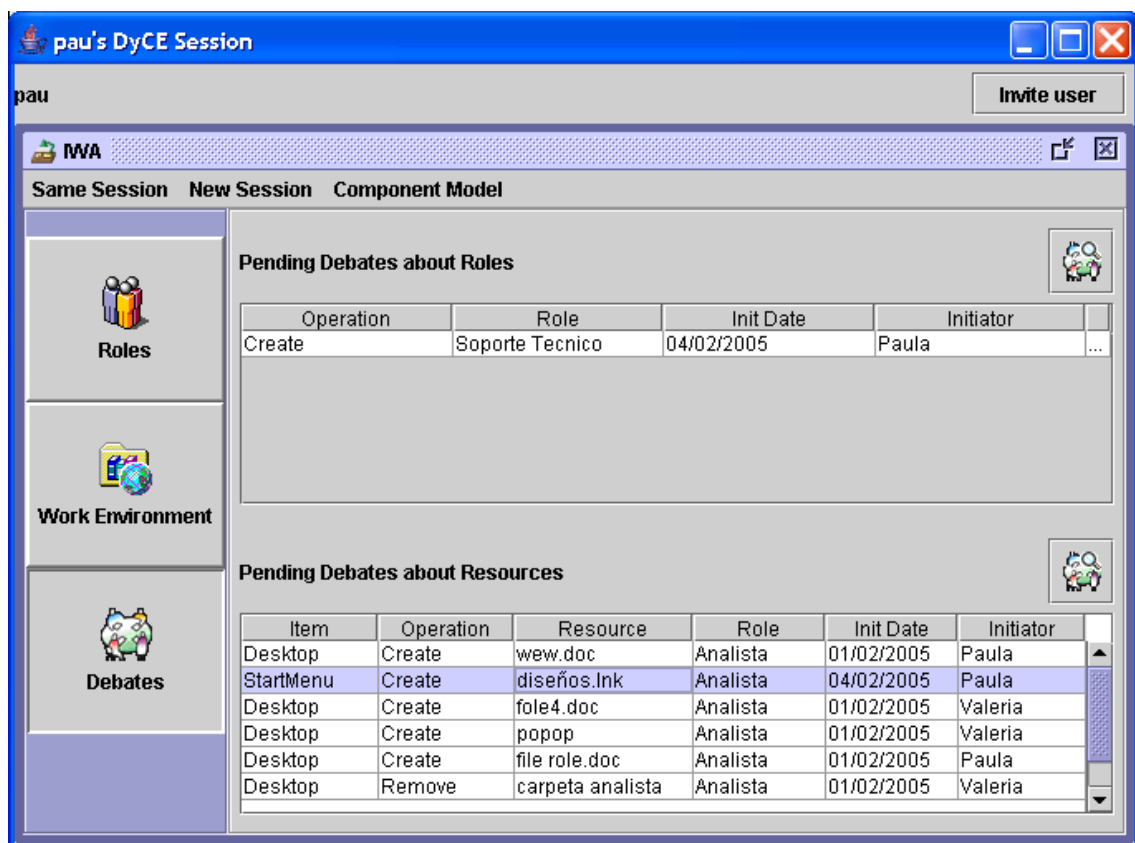 pau's DyCE Session
pau
Invite user
IWA
Same Session New Session Component Model
Roles
Work Environment
Debates
Pending Debates about Roles
Operation Role Init Date Initiator
Create Soporte Tecnico 04/02/2005 Paula ...
Pending Debates about Resources
Item Operation Resource Role Init Date Initiator
Desktop Create wew.doc Analista 01/02/2005 Paula
StartMenu Create diseños.lnk Analista 04/02/2005 Paula
Desktop Create fole4.doc Analista 01/02/2005 Valeria
Desktop Create popop Analista 01/02/2005 Valeria
Desktop Create file role.doc Analista 01/02/2005 Paula
Desktop Remove carpeta analista Analista 01/02/2005 Valeria